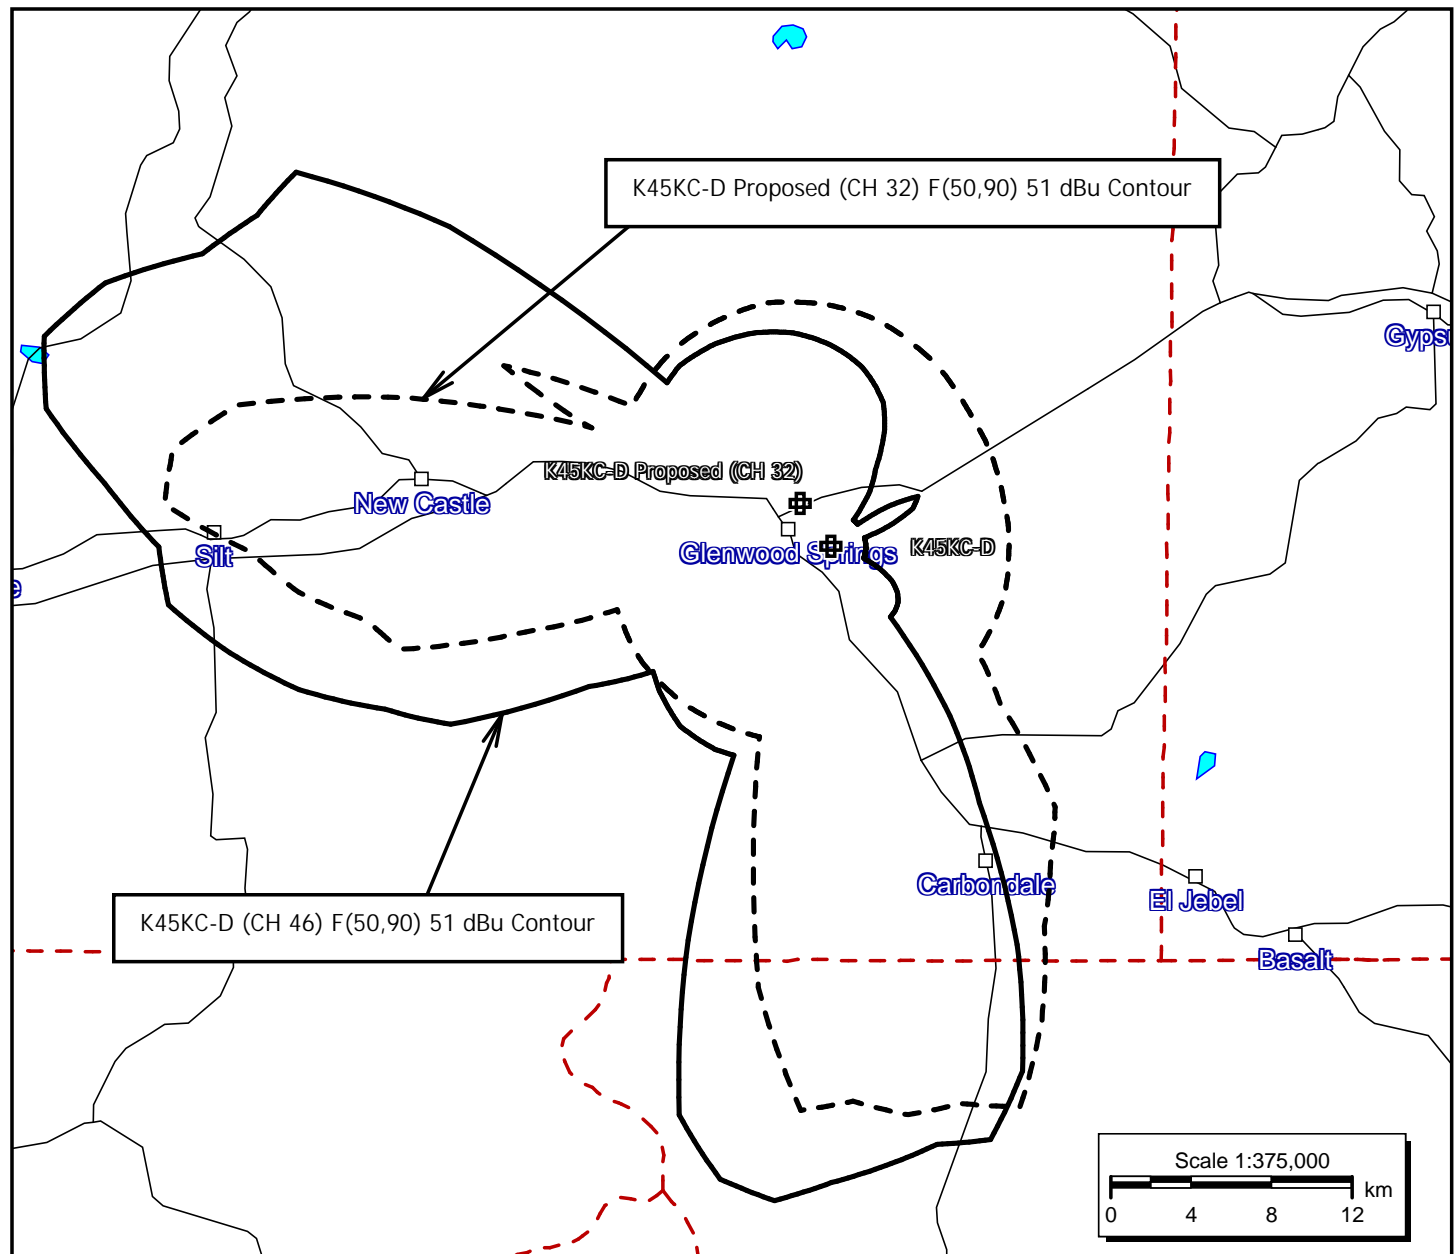 K45KC-D Proposed (CH 32) F(50,90) 51 dBu Contour
K45KC-D Proposed (CH 32)
New Castle
Silt
Glenwood Springs
K45KC-D
Carbondale
El Jebel
Basalt
K45KC-D (CH 46) F(50,90) 51 dBu Contour
Scale 1:375,000
km
0 4 8 12